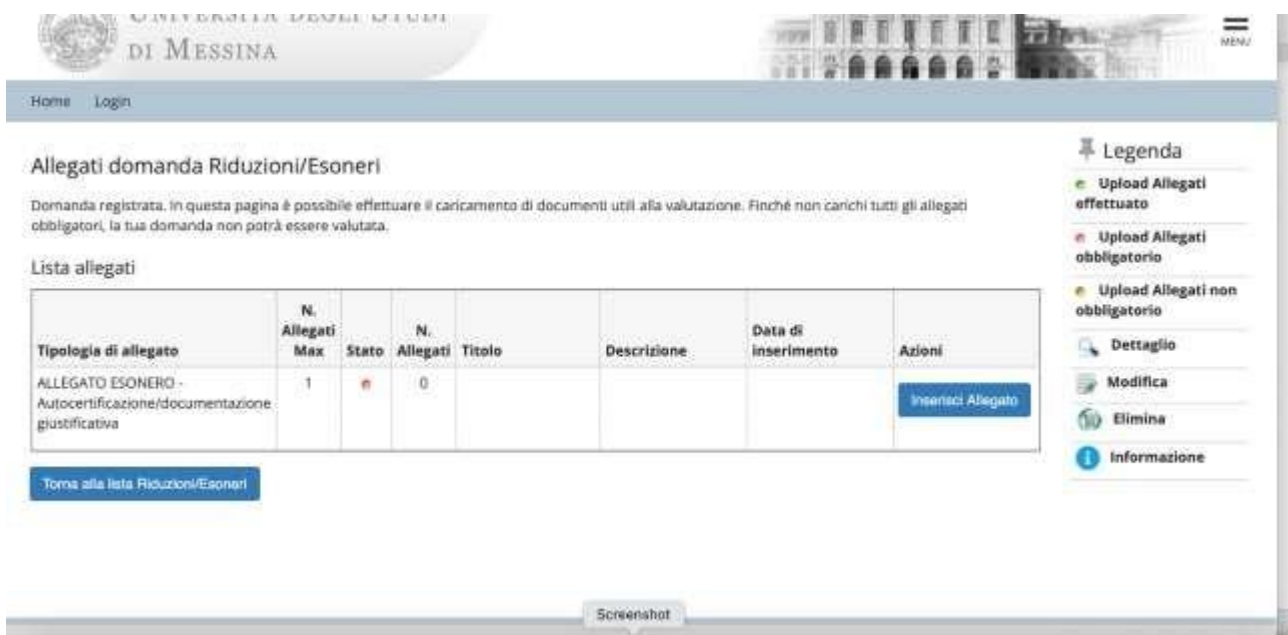 UNIVERSITÀ DEGLI STUDI
DI MESSINA
MENU
Home Login
Allegati domanda Riduzioni/Esoneri
Domanda registrata. In questa pagina è possibile effettuare il caricamento di documenti utili alla valutazione. Finché non carichi tutti gli allegati
obbligatori, la tua domanda non potrà essere valutata.
Lista allegati
Tipologia di allegato
N.
Allegati
Max
Stato
N.
Allegati
Titolo
Descrizione
Data di
inserimento
Azioni
ALLEGATO ESONERO -
Autocertificazione/documentazione
giustificativa
1
0
Inserisci Allegato
Torna alla lista Riduzioni/Esoneri
Legenda
Upload Allegati
effettuato
Upload Allegati
obbligatorio
Upload Allegati non
obbligatorio
Dettaglio
Modifica
Elimina
Informazione
Screenshot